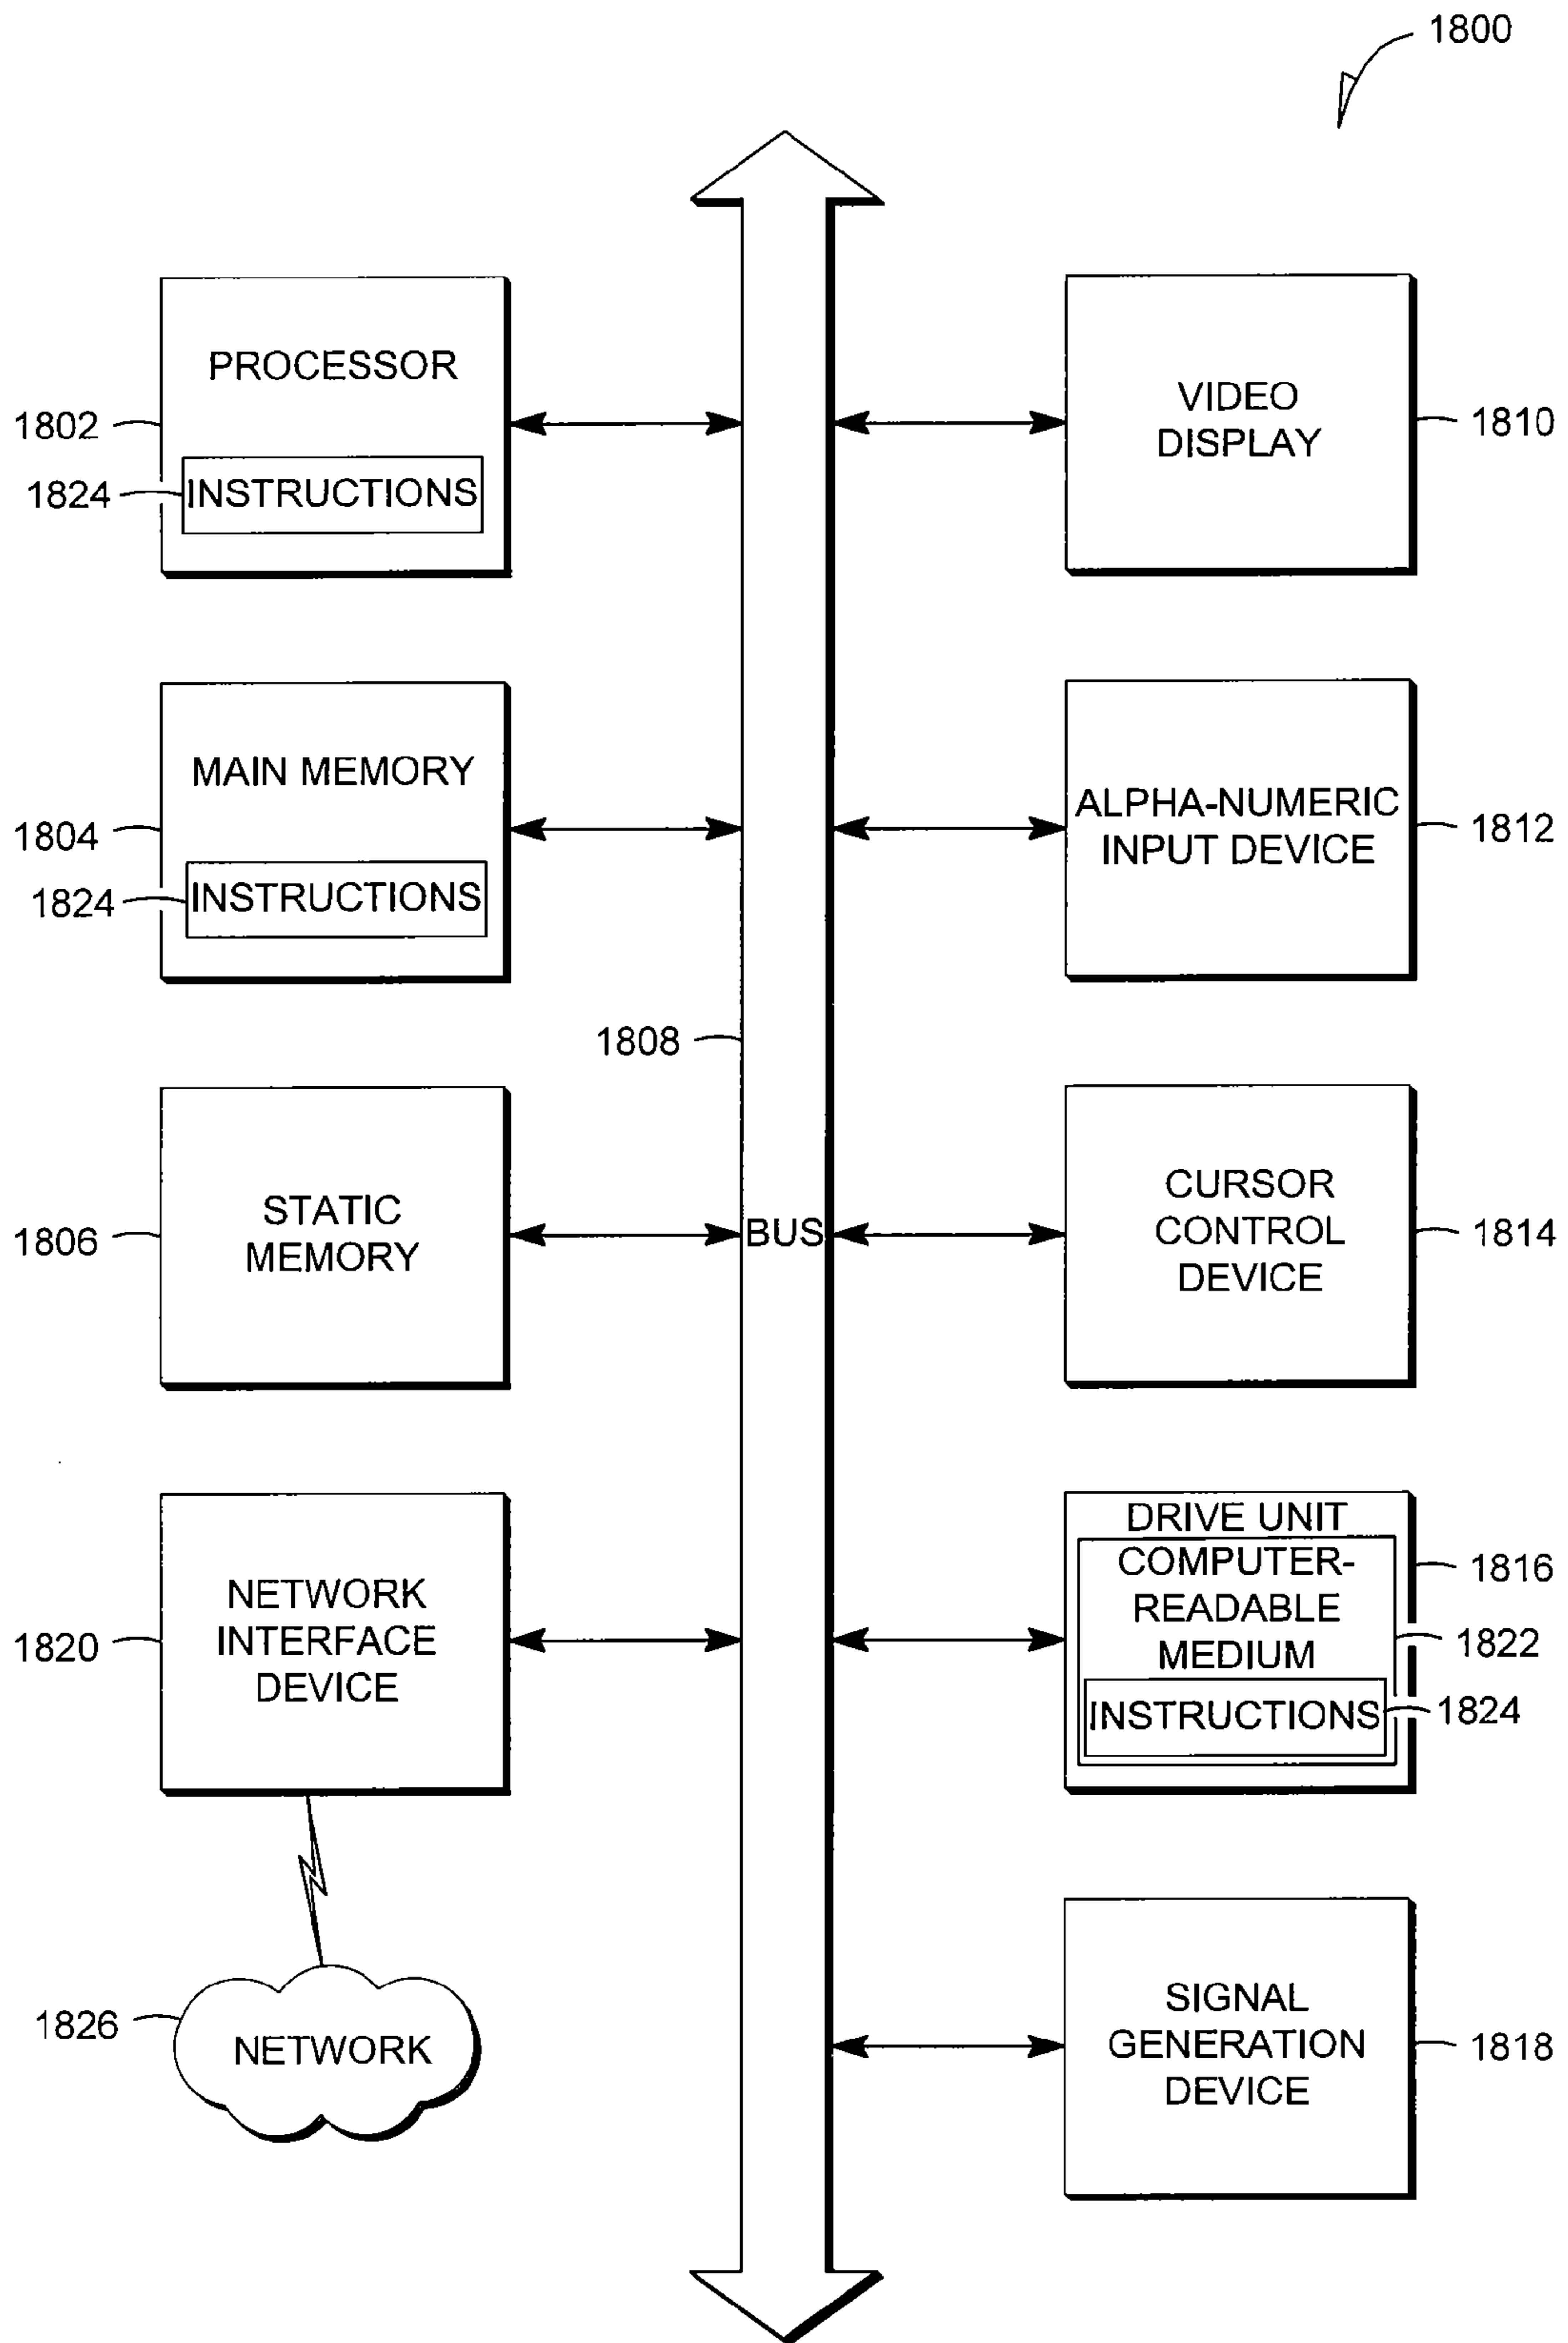 1800
PROCESSOR
1802
1824
INSTRUCTIONS
MAIN MEMORY
1804
1824
INSTRUCTIONS
1808
STATIC
MEMORY
1806
BUS
NETWORK
INTERFACE
DEVICE
1820
1826
NETWORK
VIDEO
DISPLAY
1810
ALPHA-NUMERIC
INPUT DEVICE
1812
CURSOR
CONTROL
DEVICE
1814
DRIVE UNIT
COMPUTER-
READABLE
MEDIUM
1816
1822
INSTRUCTIONS
1824
SIGNAL
GENERATION
DEVICE
1818